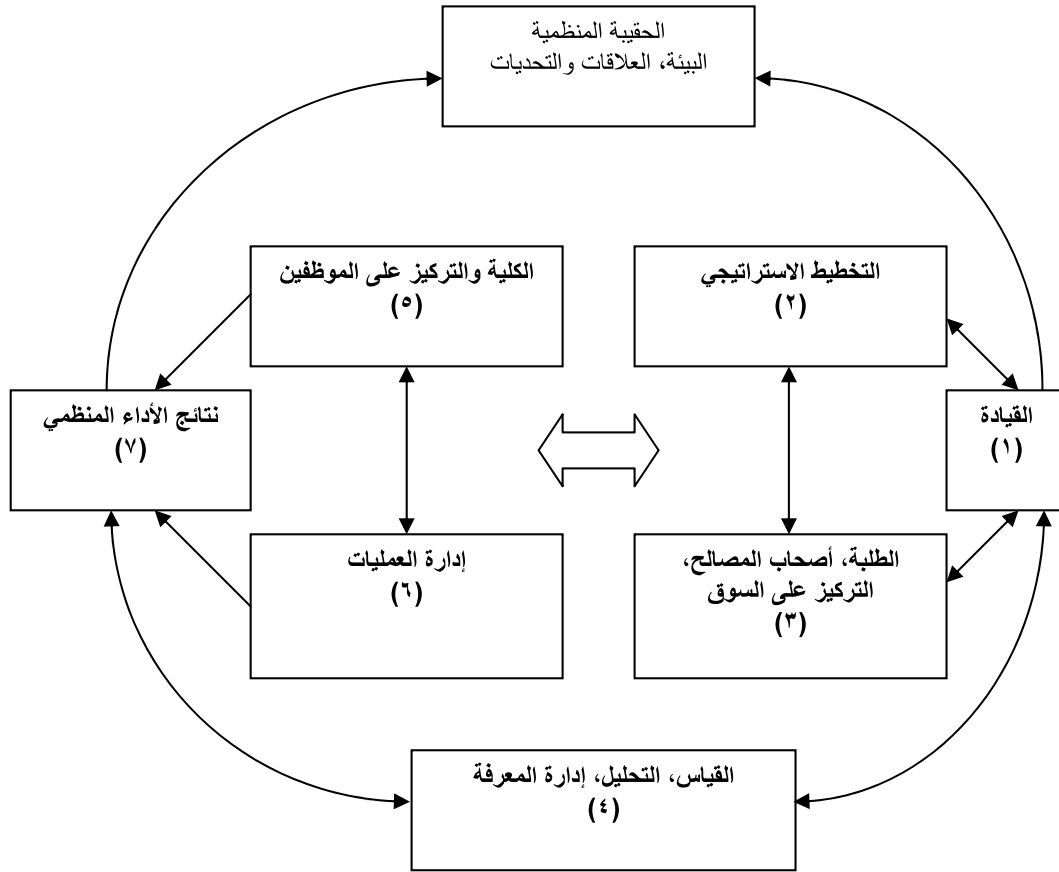 الحقيبة المنظمية
البيئة، العلاقات والتحديات
التخطيط الاستراتيجي
(٢)
الكلية والتركيز على الموظفين
(٥)
القيادة
(١)
نتائج الأداء المنظمي
(٧)
الطلبة، أصحاب المصالح،
التركيز على السوق
(٣)
إدارة العمليات
(٦)
القياس، التحليل، إدارة المعرفة
(٤)